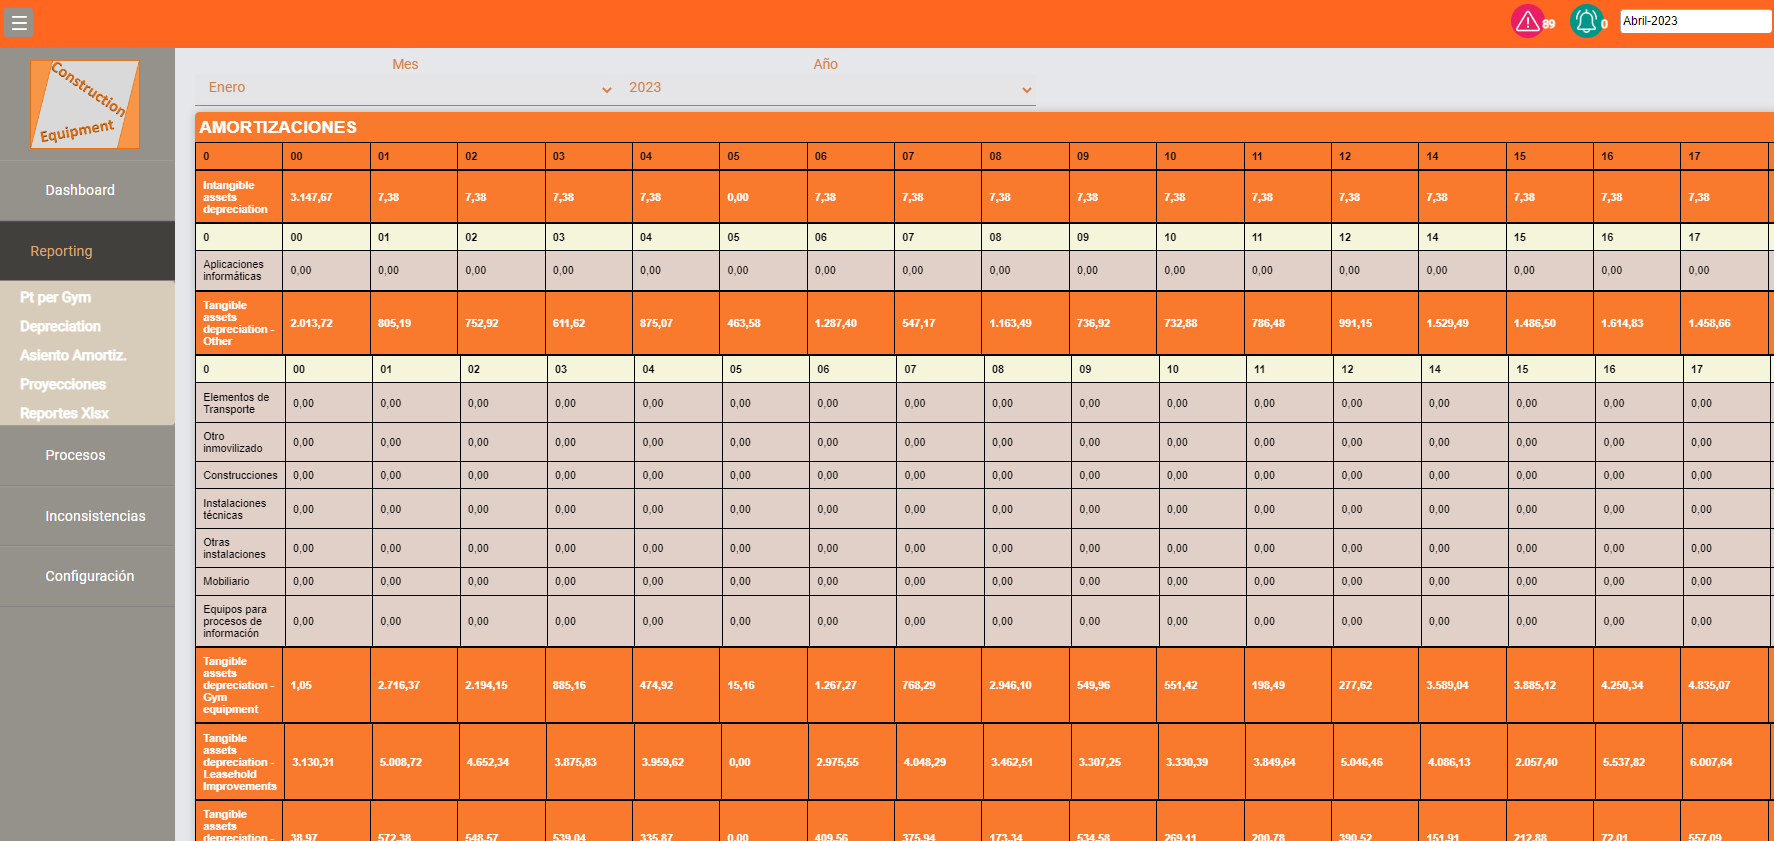 89
0
Abril-2023
Construction
Equipment
Dashboard
Reporting
Pt per Gym
Depreciation
Asiento Amortiz.
Proyecciones
Reportes Xlsx
Procesos
Inconsistencias
Configuración
Mes
Año
Enero
2023
AMORTIZACIONES
0 00 01 02 03 04 05 06 07 08 09 10 11 12 14 15 16 17
Intangible
assets
depreciation
3.147,67 7,38 7,38 7,38 7,38 0,00 7,38 7,38 7,38 7,38 7,38 7,38 7,38 7,38 7,38 7,38 7,38
0 00 01 02 03 04 05 06 07 08 09 10 11 12 14 15 16 17
Aplicaciones
informáticas
0,00 0,00 0,00 0,00 0,00 0,00 0,00 0,00 0,00 0,00 0,00 0,00 0,00 0,00 0,00 0,00 0,00
Tangible
assets
depreciation -
Other
2.013,72 805,19 752,92 611,62 875,07 463,58 1.287,40 547,17 1.163,49 736,92 732,88 786,48 991,15 1.529,49 1.486,50 1.614,83 1.458,66
0 00 01 02 03 04 05 06 07 08 09 10 11 12 14 15 16 17
Elementos de
Transporte
0,00 0,00 0,00 0,00 0,00 0,00 0,00 0,00 0,00 0,00 0,00 0,00 0,00 0,00 0,00 0,00 0,00
Otro
inmovilizado
0,00 0,00 0,00 0,00 0,00 0,00 0,00 0,00 0,00 0,00 0,00 0,00 0,00 0,00 0,00 0,00 0,00
Construcciones 0,00 0,00 0,00 0,00 0,00 0,00 0,00 0,00 0,00 0,00 0,00 0,00 0,00 0,00 0,00 0,00 0,00
Instalaciones
técnicas
0,00 0,00 0,00 0,00 0,00 0,00 0,00 0,00 0,00 0,00 0,00 0,00 0,00 0,00 0,00 0,00 0,00
Otras
instalaciones
0,00 0,00 0,00 0,00 0,00 0,00 0,00 0,00 0,00 0,00 0,00 0,00 0,00 0,00 0,00 0,00 0,00
Mobiliario 0,00 0,00 0,00 0,00 0,00 0,00 0,00 0,00 0,00 0,00 0,00 0,00 0,00 0,00 0,00 0,00 0,00
Equipos para
procesos de
información
0,00 0,00 0,00 0,00 0,00 0,00 0,00 0,00 0,00 0,00 0,00 0,00 0,00 0,00 0,00 0,00 0,00
Tangible
assets
depreciation -
Gym
equipment
1,05 2.716,37 2.194,15 885,16 474,92 15,16 1.267,27 768,29 2.946,10 549,96 551,42 198,49 277,62 3.589,04 3.885,12 4.250,34 4.835,07
Tangible
assets
depreciation -
Leasehold
Improvements
3.130,31 5.008,72 4.652,34 3.875,83 3.959,62 0,00 2.975,55 4.048,29 3.462,51 3.307,25 3.330,39 3.849,64 5.046,46 4.086,13 2.057,40 5.537,82 6.007,64
Tangible
assets
depreciation -
38,97 572,38 548,57 539,04 335,87 0,00 409,56 375,94 173,34 534,58 269,11 200,78 390,52 151,91 212,88 72,01 557,09